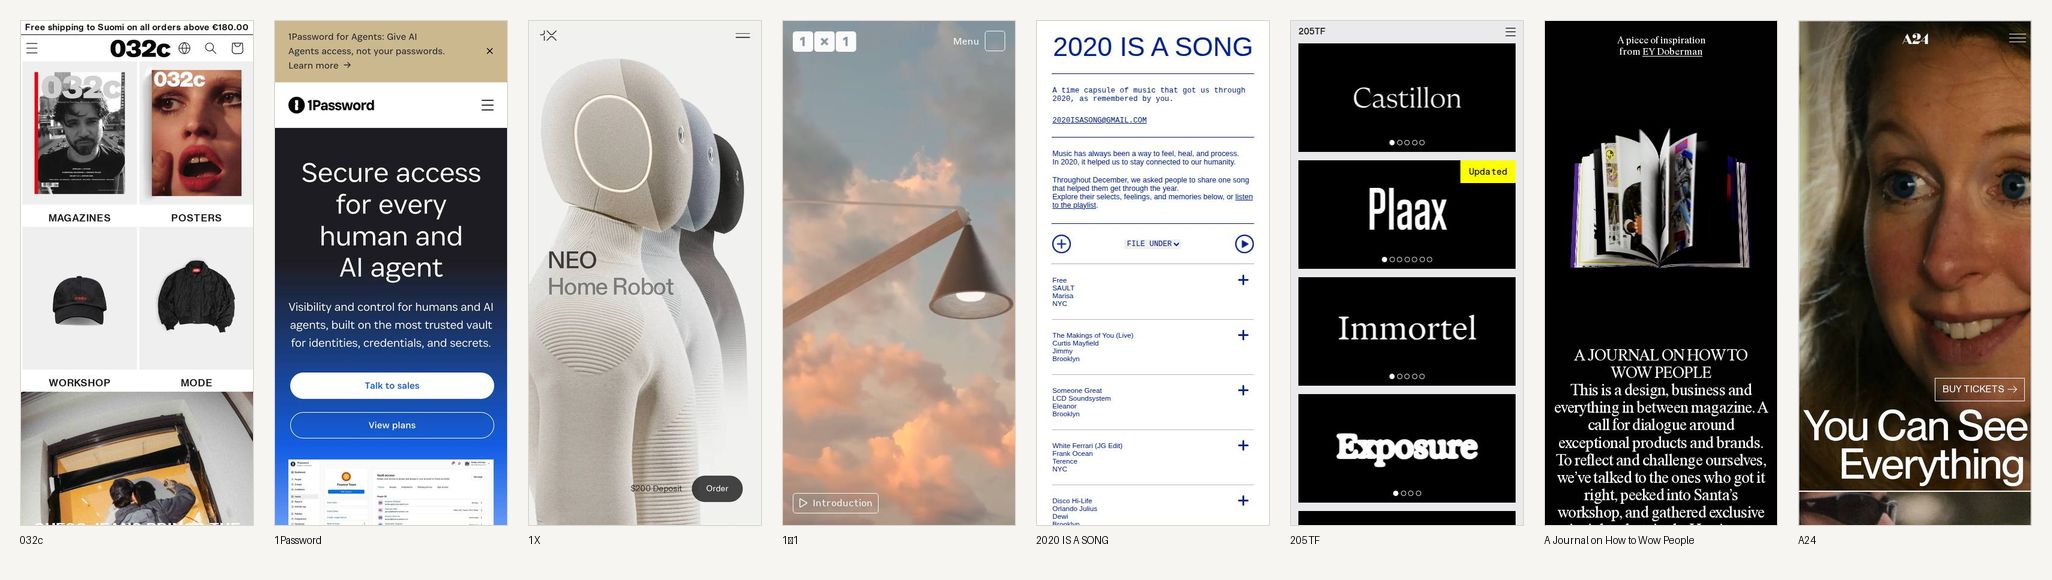 Free shipping to Suomi on all orders above €180.00
032c
032c
032c
MAGAZINES
POSTERS
WORKSHOP
MODE
032c
1Password for Agents: Give AI
Agents access, not your passwords.
Learn more →
1Password
Secure access
for every
human and
AI agent
Visibility and control for humans and AI
agents, built on the most trusted vault
for identities, credentials, and secrets.
Talk to sales
View plans
1Password
1X
NEO
Home Robot
$200 Deposit
Order
1X
1 × 1
Menu
Introduction
2020 IS A SONG
A time capsule of music that got us through
2020, as remembered by you.
2020ISASONG@GMAIL.COM
Music has always been a way to feel, heal, and process.
In 2020, it helped us to stay connected to our humanity.
Throughout December, we asked people to share one song
that helped them get through the year.
Explore their selects, feelings, and memories below, or listen
to the playlist.
FILE UNDER
Free
SAULT
Marisa
NYC
The Makings of You (Live)
Curtis Mayfield
Jimmy
Brooklyn
Someone Great
LCD Soundsystem
Eleanor
Brooklyn
White Ferrari (JG Edit)
Frank Ocean
Terence
NYC
Disco Hi-Life
Orlando Julius
Dewi
Brooklyn
2020 IS A SONG
205TF
Castillon
Updated
Plaax
Immortel
Exposure
205TF
A piece of inspiration
from EY Doberman
A JOURNAL ON HOW TO
WOW PEOPLE
This is a design, business and
everything in between magazine. A
call for dialogue around
exceptional products and brands.
To reflect and challenge ourselves,
we've talked to the ones who got it
right, peeked into Santa's
workshop, and gathered exclusive
A Journal on How to Wow People
A24
BUY TICKETS →
You Can See
Everything
A24